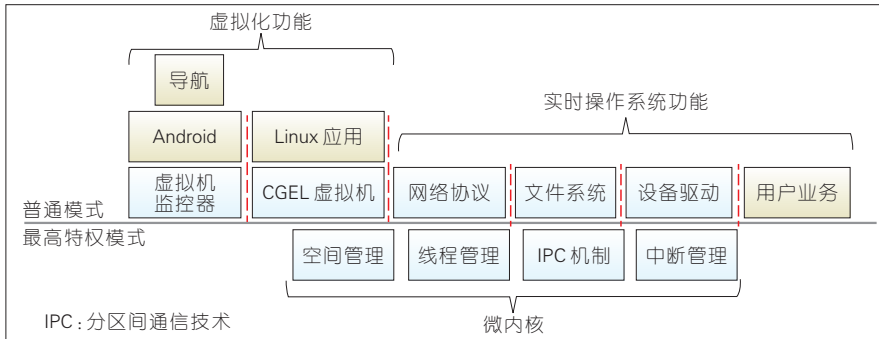 虚拟化功能
导航
实时操作系统功能
Android
Linux 应用
虚拟机
监控器
CGEL 虚拟机
网络协议
文件系统
设备驱动
用户业务
普通模式
最高特权模式
空间管理
线程管理
IPC 机制
中断管理
IPC：分区间通信技术
微内核